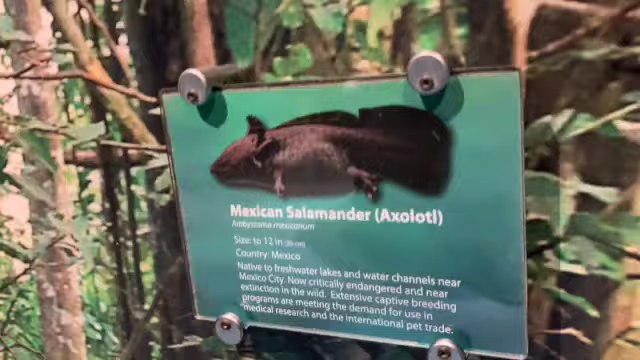 Mexican Salamander (Axolotl)
Ambystoma mexicanum
Size: to 12 in (30 cm)
Country: Mexico
Native to freshwater lakes and water channels near
Mexico City. Now critically endangered and near
extinction in the wild. Extensive captive breeding
programs are meeting the demand for use in
medical research and the international pet trade.